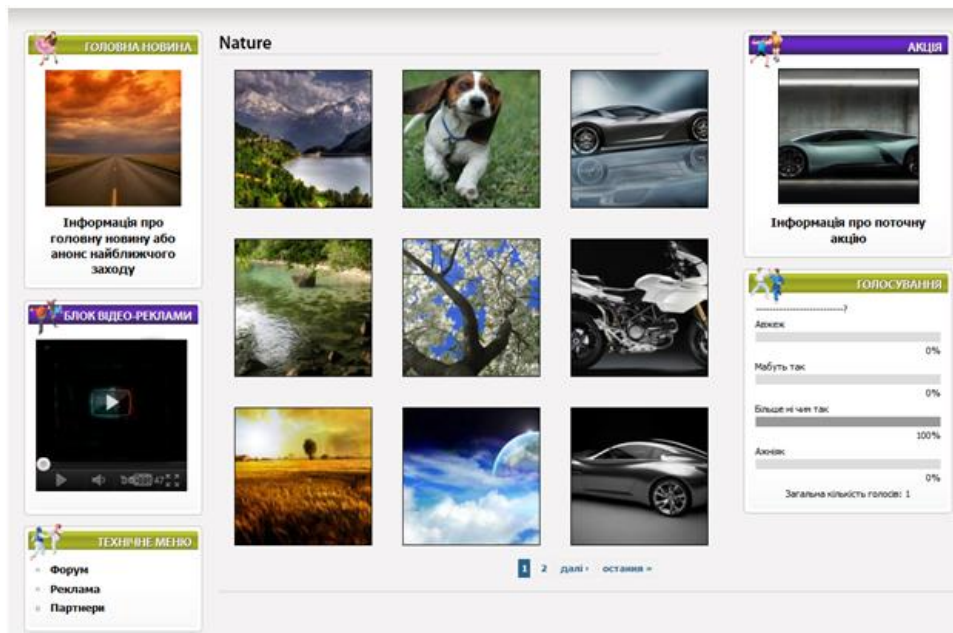 ГОЛОВНА НОВИНА
Інформація про
головну новину або
анонс найближчого
заходу
БЛОК ВІДЕО-РЕКЛАМИ
ТЕХНІЧНЕ МЕНЮ
Форум
Реклама
Партнери
Nature
1 2 далі › остання »
АКЦІЯ
Інформація про поточну
акцію
ГОЛОСУВАННЯ
--------------------------?
Авжеж
0%
Мабуть так
0%
Більше ні чим так
100%
Ажніяк
0%
Загальна кількість голосів: 1